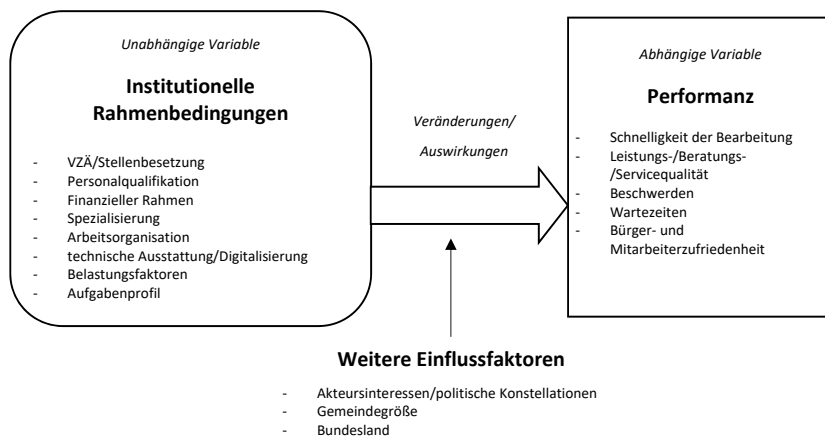 Unabhängige Variable
Institutionelle
Rahmenbedingungen
- VZÄ/Stellenbesetzung
- Personalqualifikation
- Finanzieller Rahmen
- Spezialisierung
- Arbeitsorganisation
- technische Ausstattung/Digitalisierung
- Belastungsfaktoren
- Aufgabenprofil
Veränderungen/
Auswirkungen
Abhängige Variable
Performanz
- Schnelligkeit der Bearbeitung
- Leistungs-/Beratungs-
/Servicequalität
- Beschwerden
- Wartezeiten
- Bürger- und
Mitarbeiterzufriedenheit
Weitere Einflussfaktoren
- Akteursinteressen/politische Konstellationen
- Gemeindegröße
- Bundesland